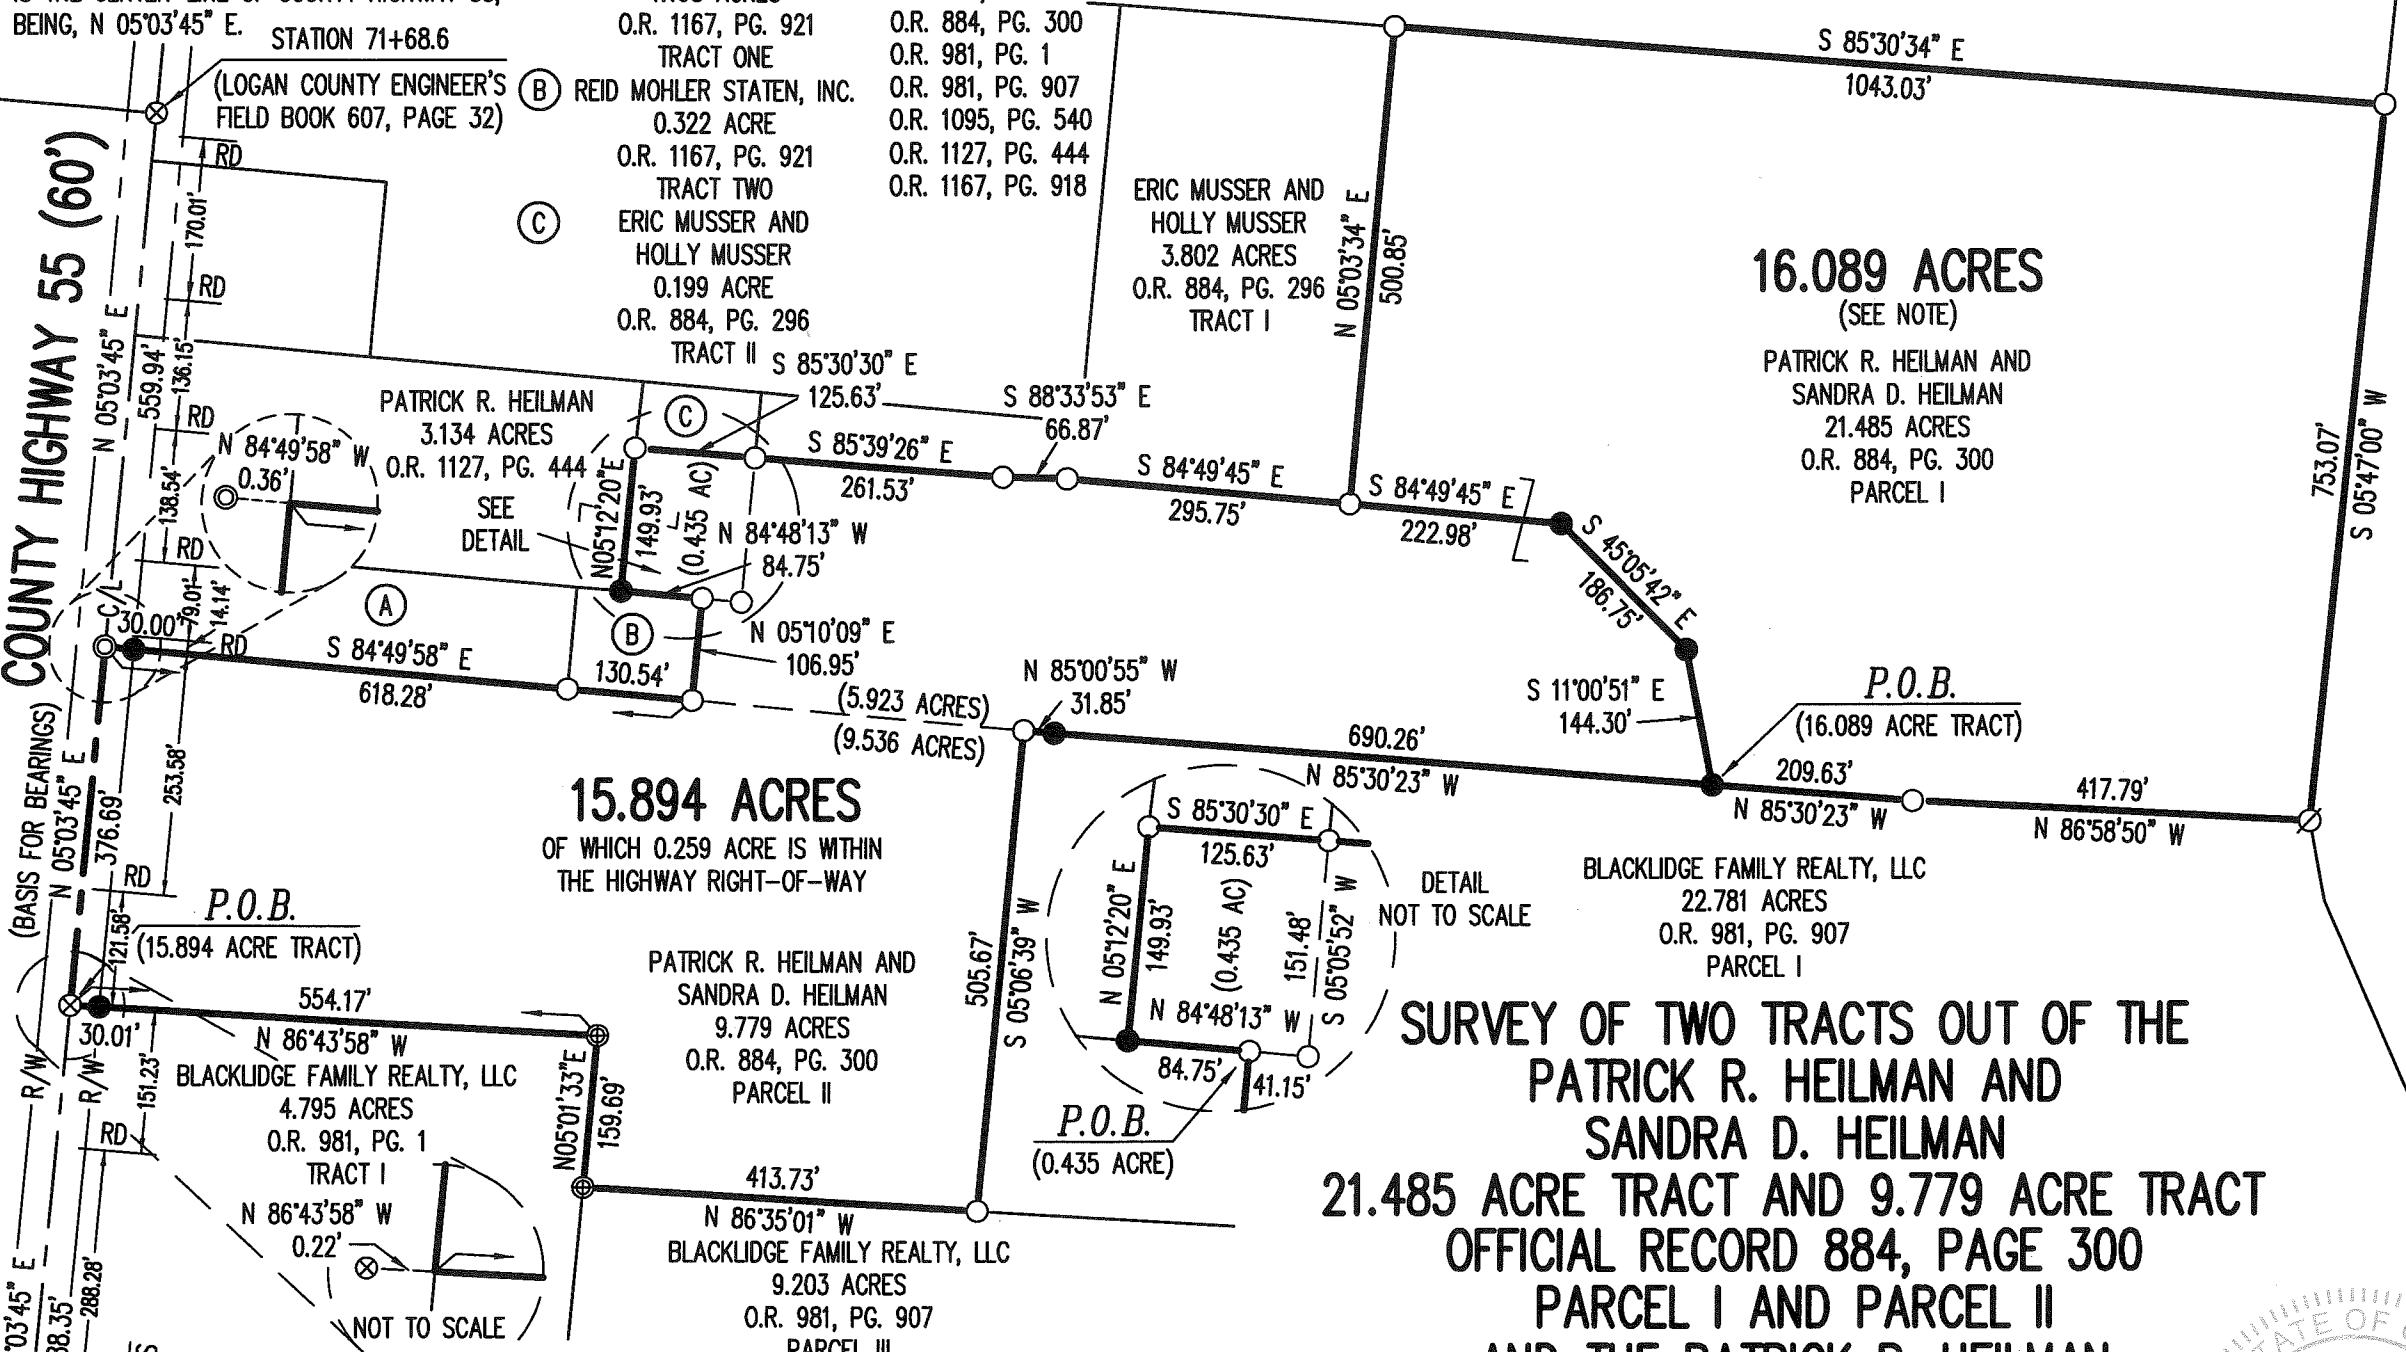 BEING, N 05°03'45" E.
STATION 71+68.6
(LOGAN COUNTY ENGINEER'S
FIELD BOOK 607, PAGE 32)
O.R. 1167, PG. 921
TRACT ONE
B
REID MOHLER STATEN, INC.
0.322 ACRE
O.R. 1167, PG. 921
TRACT TWO
C
ERIC MUSSER AND
HOLLY MUSSER
0.199 ACRE
O.R. 884, PG. 296
TRACT II
O.R. 884, PG. 300
O.R. 981, PG. 1
O.R. 981, PG. 907
O.R. 1095, PG. 540
O.R. 1127, PG. 444
O.R. 1167, PG. 918
ERIC MUSSER AND
HOLLY MUSSER
3.802 ACRES
O.R. 884, PG. 296
TRACT I
S 85°30'34" E
1043.03'
N 05°03'34" E
500.85'
16.089 ACRES
(SEE NOTE)
PATRICK R. HEILMAN AND
SANDRA D. HEILMAN
21.485 ACRES
O.R. 884, PG. 300
PARCEL I
753.07'
S 05°47'00" W
COUNTY HIGHWAY 55 (60')
N 05°03'45" E
559.94'
RD
170.01'
RD
136.15'
RD
138.54'
RD
79.01'
14.14'
RD
N 84°49'58" W
0.36'
PATRICK R. HEILMAN
3.134 ACRES
O.R. 1127, PG. 444
SEE
DETAIL
C
S 85°30'30" E
125.63'
S 88°33'53" E
66.87'
S 85°39'26" E
261.53'
S 84°49'45" E
295.75'
S 84°49'45" E
222.98'
S 45°05'42" E
186.75'
S 11°00'51" E
144.30'
N05°12'20"E
149.93'
(0.435 AC)
N 84°48'13" W
84.75'
A
B
N 05°10'09" E
106.95'
C L
30.00'
S 84°49'58" E
618.28'
130.54'
(5.923 ACRES)
(9.536 ACRES)
N 85°00'55" W
31.85'
690.26'
N 85°30'23" W
P.O.B.
(16.089 ACRE TRACT)
209.63'
N 85°30'23" W
417.79'
N 86°58'50" W
(BASIS FOR BEARINGS)
N 05°03'45" E
376.69'
253.58'
RD
121.58'
P.O.B.
(15.894 ACRE TRACT)
15.894 ACRES
OF WHICH 0.259 ACRE IS WITHIN
THE HIGHWAY RIGHT-OF-WAY
PATRICK R. HEILMAN AND
SANDRA D. HEILMAN
9.779 ACRES
O.R. 884, PG. 300
PARCEL II
505.67'
S 05°06'39" W
S 85°30'30" E
125.63'
N 05°12'20" E
149.93'
(0.435 AC)
151.48'
S 05°05'52" W
N 84°48'13" W
84.75'
41.15'
P.O.B.
(0.435 ACRE)
DETAIL
NOT TO SCALE
BLACKLIDGE FAMILY REALTY, LLC
22.781 ACRES
O.R. 981, PG. 907
PARCEL I
554.17'
N 86°43'58" W
30.01'
R/W
R/W
151.23'
RD
BLACKLIDGE FAMILY REALTY, LLC
4.795 ACRES
O.R. 981, PG. 1
TRACT I
N05°01'33"E
159.69'
413.73'
N 86°35'01" W
BLACKLIDGE FAMILY REALTY, LLC
9.203 ACRES
O.R. 981, PG. 907
PARCEL III
N 86°43'58" W
0.22'
NOT TO SCALE
288.28'
SURVEY OF TWO TRACTS OUT OF THE
PATRICK R. HEILMAN AND
SANDRA D. HEILMAN
21.485 ACRE TRACT AND 9.779 ACRE TRACT
OFFICIAL RECORD 884, PAGE 300
PARCEL I AND PARCEL II
AND THE PATRICK R. HEILMAN